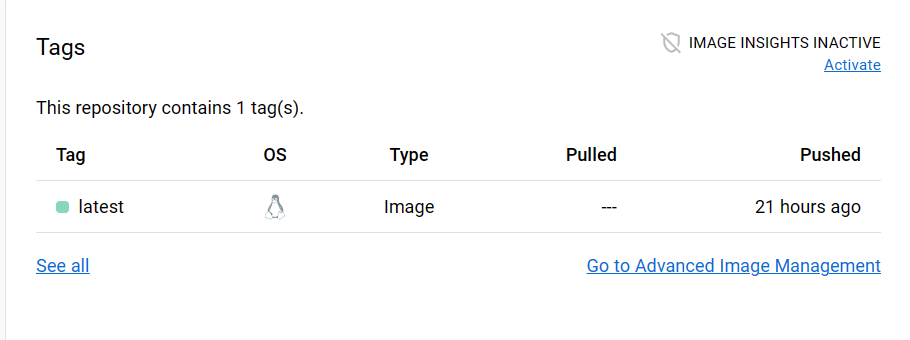 Tags
IMAGE INSIGHTS INACTIVE
Activate
This repository contains 1 tag(s).
Tag OS Type Pulled Pushed
latest Image --- 21 hours ago
See all Go to Advanced Image Management